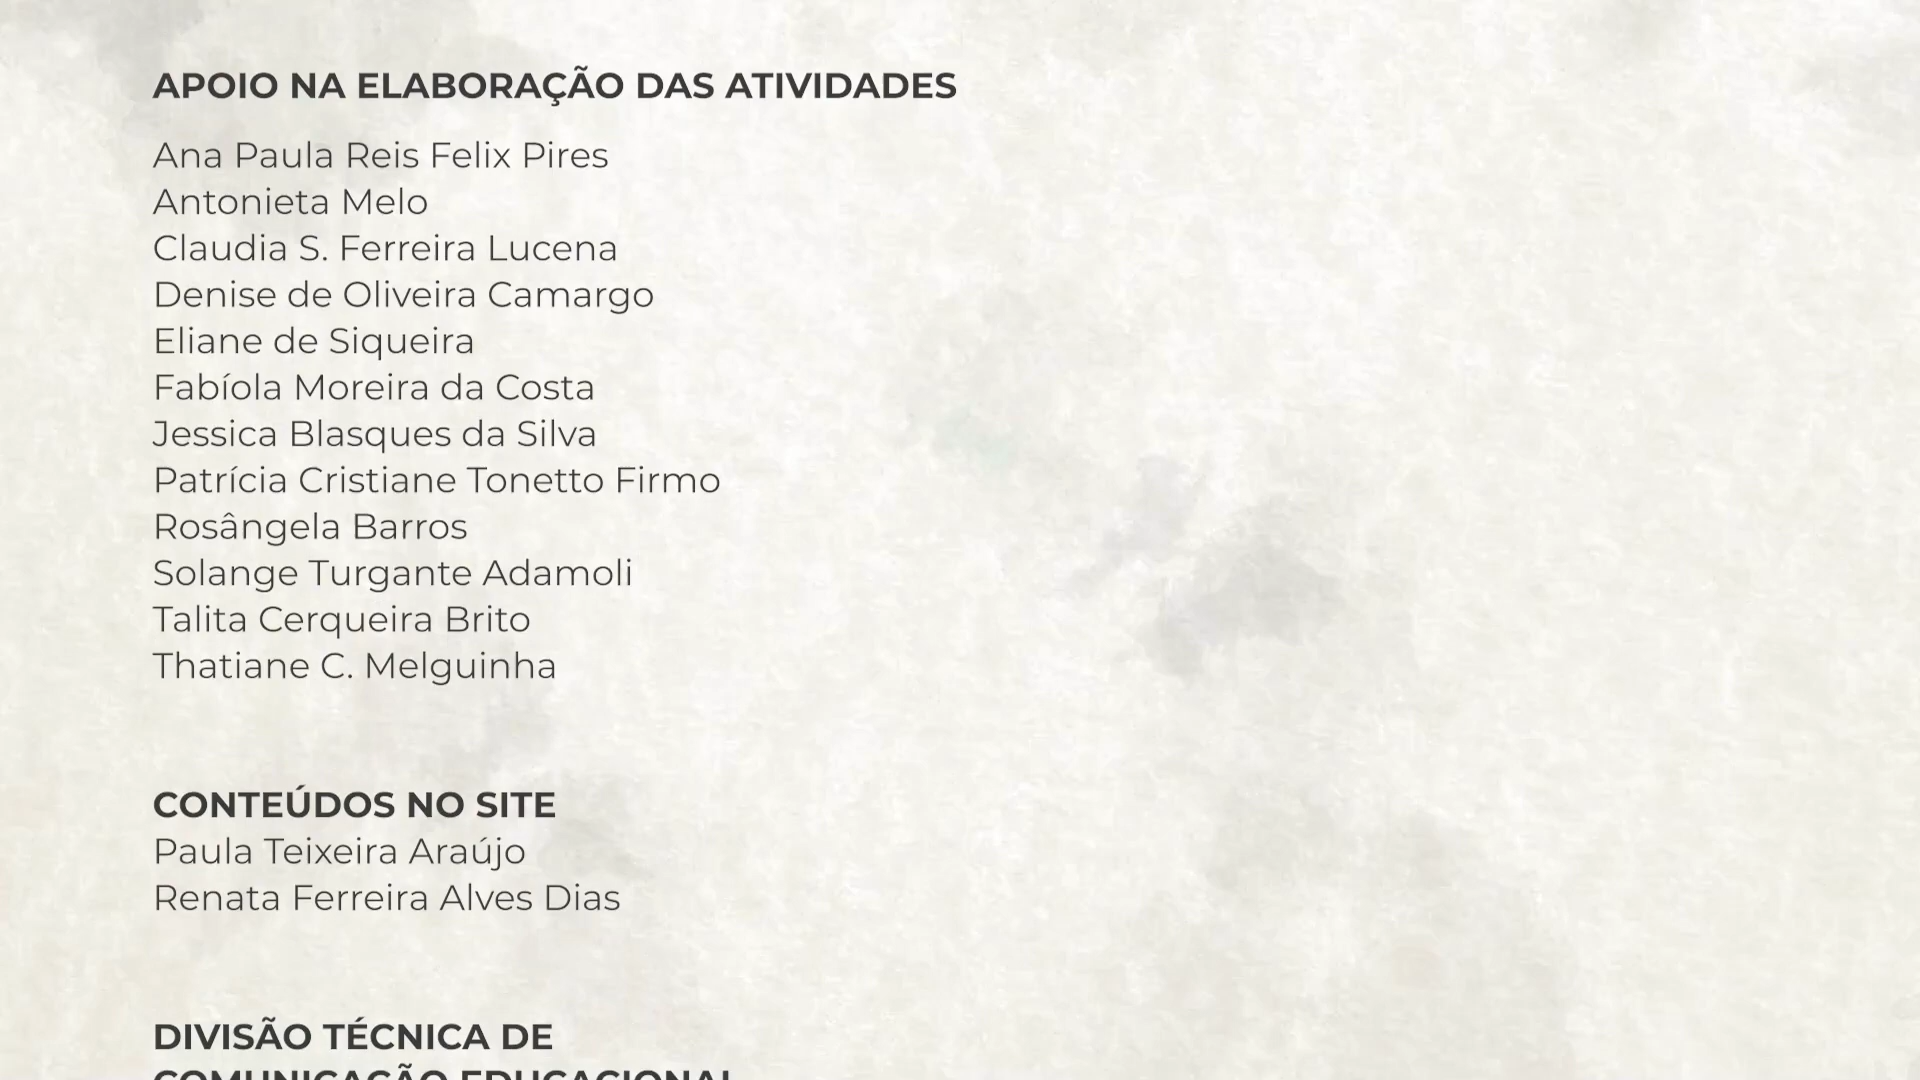 APOIO NA ELABORAÇÃO DAS ATIVIDADES
Ana Paula Reis Felix Pires
Antonieta Melo
Claudia S. Ferreira Lucena
Denise de Oliveira Camargo
Eliane de Siqueira
Fabíola Moreira da Costa
Jessica Blasques da Silva
Patrícia Cristiane Tonetto Firmo
Rosângela Barros
Solange Turgante Adamoli
Talita Cerqueira Brito
Thatiane C. Melguinha
CONTEÚDOS NO SITE
Paula Teixeira Araújo
Renata Ferreira Alves Dias
DIVISÃO TÉCNICA DE
COMUNICAÇÃO EDUCACIONAL